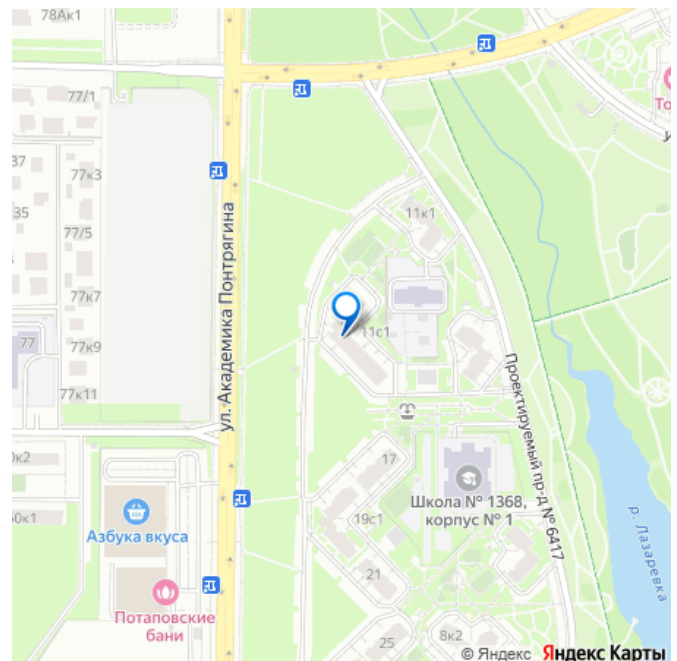 78Ак1
77/1
37
77к3
35
77/5
77к7
77
77к9
77к11
ул. Академика Понтрягина
11к1
11с1
Проектируемый пр-д № 6417
17
Школа № 1368,
корпус № 1
19с1
21
25
8к2
Азбука вкуса
Потаповские
бани
р. Лазаревка
© Яндекс Яндекс Карты